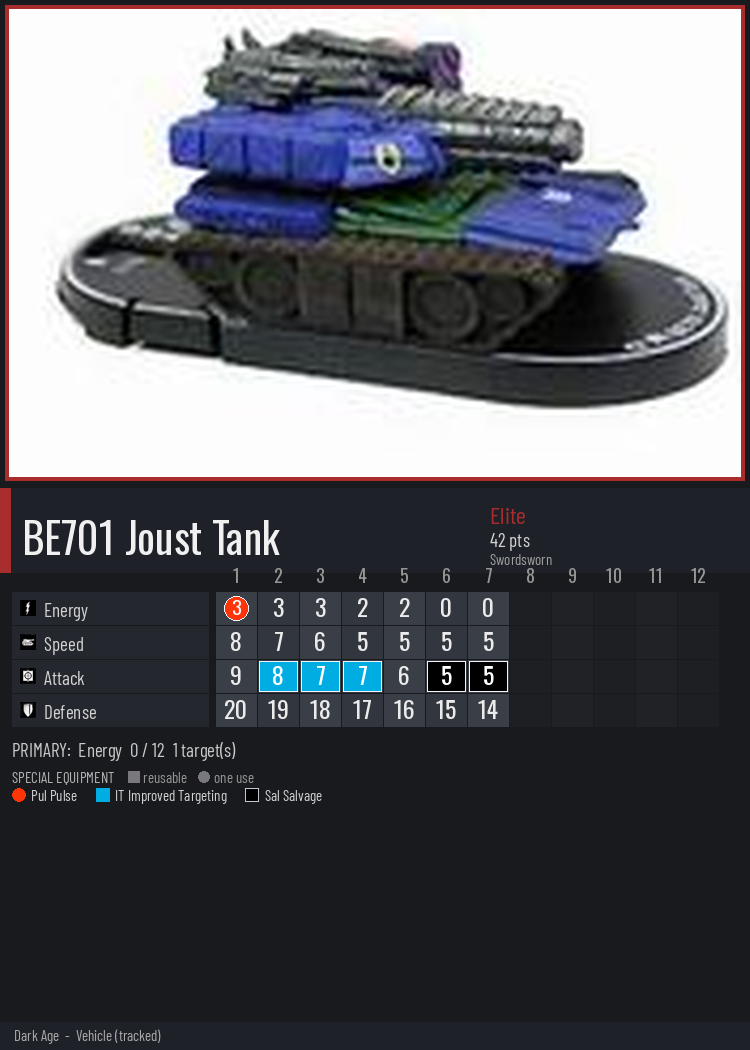 BE701 Joust Tank
Elite
42 pts
Swordsworn
1 2 3 4 5 6 7 8 9 10 11 12
Energy 3 3 3 2 2 0 0
Speed 8 7 6 5 5 5 5
Attack 9 8 7 7 6 5 5
Defense 20 19 18 17 16 15 14
PRIMARY: Energy 0 / 12 1 target(s)
SPECIAL EQUIPMENT reusable one use
Pul Pulse IT Improved Targeting Sal Salvage
Dark Age - Vehicle (tracked)